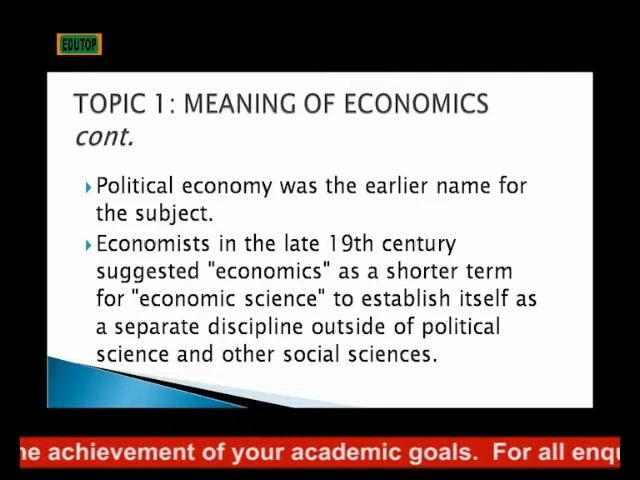 EDUTOP
TOPIC 1: MEANING OF ECONOMICS
cont.
Political economy was the earlier name for
the subject.
Economists in the late 19th century
suggested "economics" as a shorter term
for "economic science" to establish itself as
a separate discipline outside of political
science and other social sciences.
achievement of your academic goals. For all